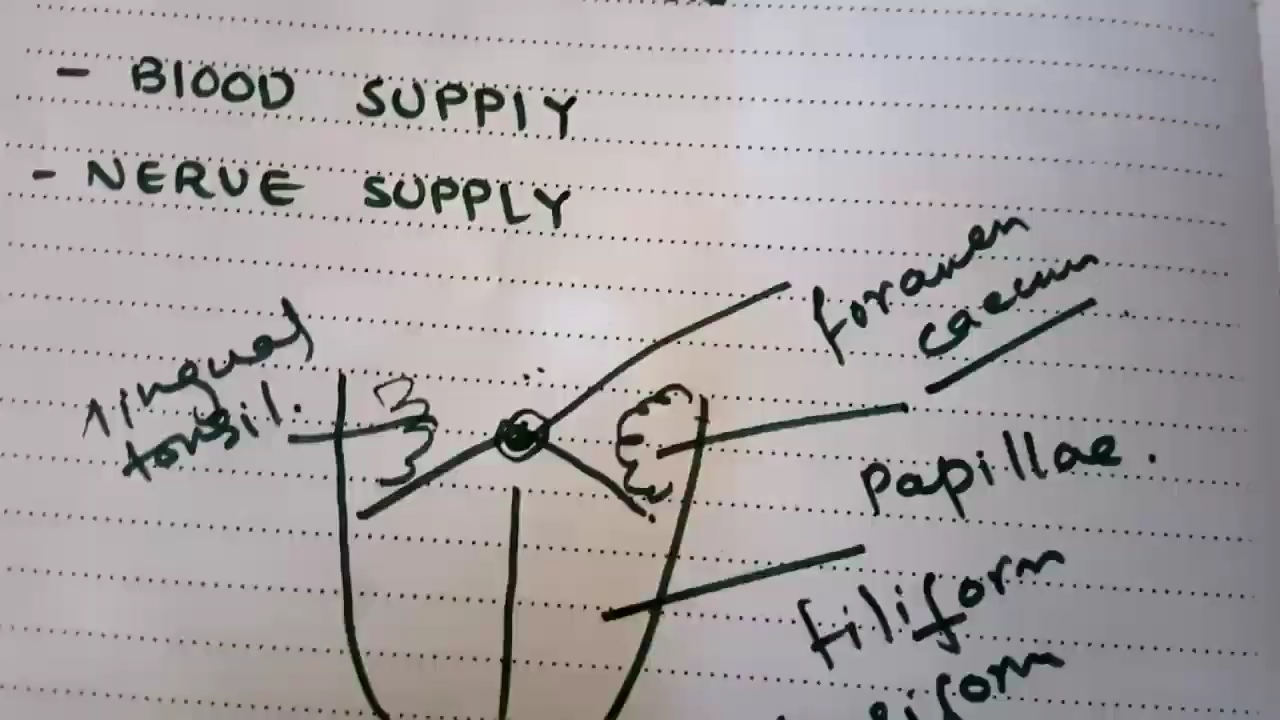 - BLOOD SUPPLY
- NERVE SUPPLY
foramen
caecum
lingual
tonsil.
Papillae.
filiform